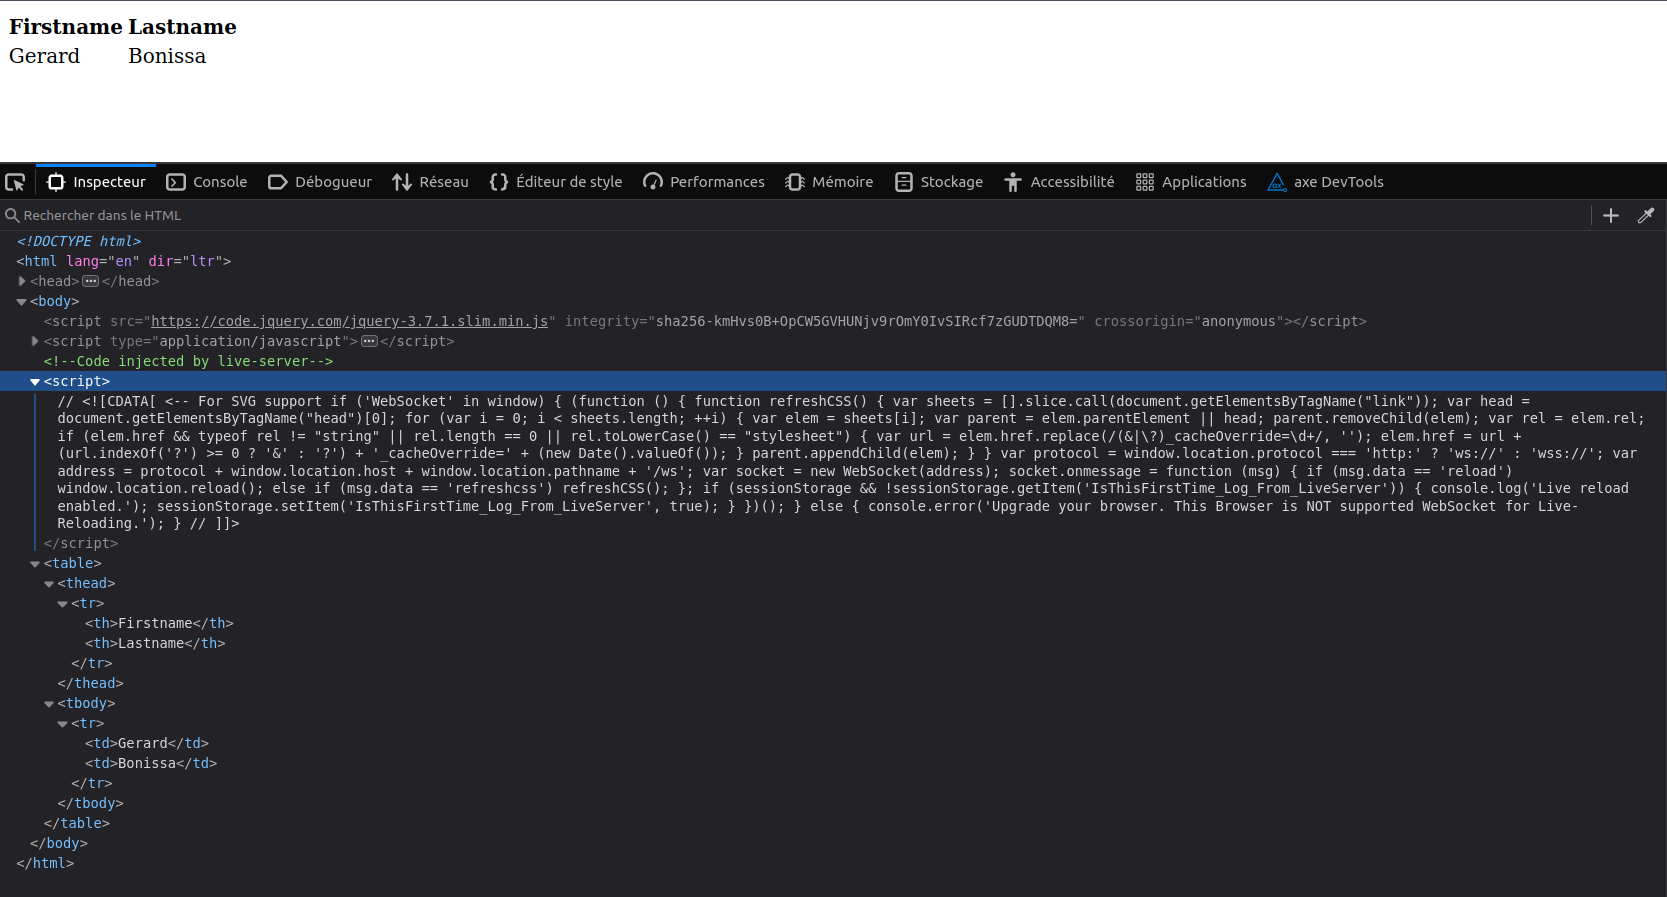 Firstname Lastname
Gerard Bonissa
Inspecteur Console Débogueur Réseau Éditeur de style Performances Mémoire Stockage Accessibilité Applications axe DevTools
Rechercher dans le HTML
<!DOCTYPE html>
<html lang="en" dir="ltr">
<head>⋯</head>
<body>
<script src="https://code.jquery.com/jquery-3.7.1.slim.min.js" integrity="sha256-kmHvs0B+OpCW5GVHUNjv9rOmY0IvSIRcf7zGUDTDQM8=" crossorigin="anonymous"></script>
<script type="application/javascript">⋯</script>
<!--Code injected by live-server-->
<script>
// <![CDATA[ <-- For SVG support if ('WebSocket' in window) { (function () { function refreshCSS() { var sheets = [].slice.call(document.getElementsByTagName("link")); var head =
document.getElementsByTagName("head")[0]; for (var i = 0; i < sheets.length; ++i) { var elem = sheets[i]; var parent = elem.parentElement || head; parent.removeChild(elem); var rel = elem.rel;
if (elem.href && typeof rel != "string" || rel.length == 0 || rel.toLowerCase() == "stylesheet") { var url = elem.href.replace(/(&|\?)_cacheOverride=\d+/, ''); elem.href = url +
(url.indexOf('?') >= 0 ? '&' : '?') + '_cacheOverride=' + (new Date().valueOf()); } parent.appendChild(elem); } } var protocol = window.location.protocol === 'http:' ? 'ws://' : 'wss://'; var
address = protocol + window.location.host + window.location.pathname + '/ws'; var socket = new WebSocket(address); socket.onmessage = function (msg) { if (msg.data == 'reload')
window.location.reload(); else if (msg.data == 'refreshcss') refreshCSS(); }; if (sessionStorage && !sessionStorage.getItem('IsThisFirstTime_Log_From_LiveServer')) { console.log('Live reload
enabled.'); sessionStorage.setItem('IsThisFirstTime_Log_From_LiveServer', true); } })(); } else { console.error('Upgrade your browser. This Browser is NOT supported WebSocket for Live-
Reloading.'); } // ]]>
</script>
<table>
<thead>
<tr>
<th>Firstname</th>
<th>Lastname</th>
</tr>
</thead>
<tbody>
<tr>
<td>Gerard</td>
<td>Bonissa</td>
</tr>
</tbody>
</table>
</body>
</html>